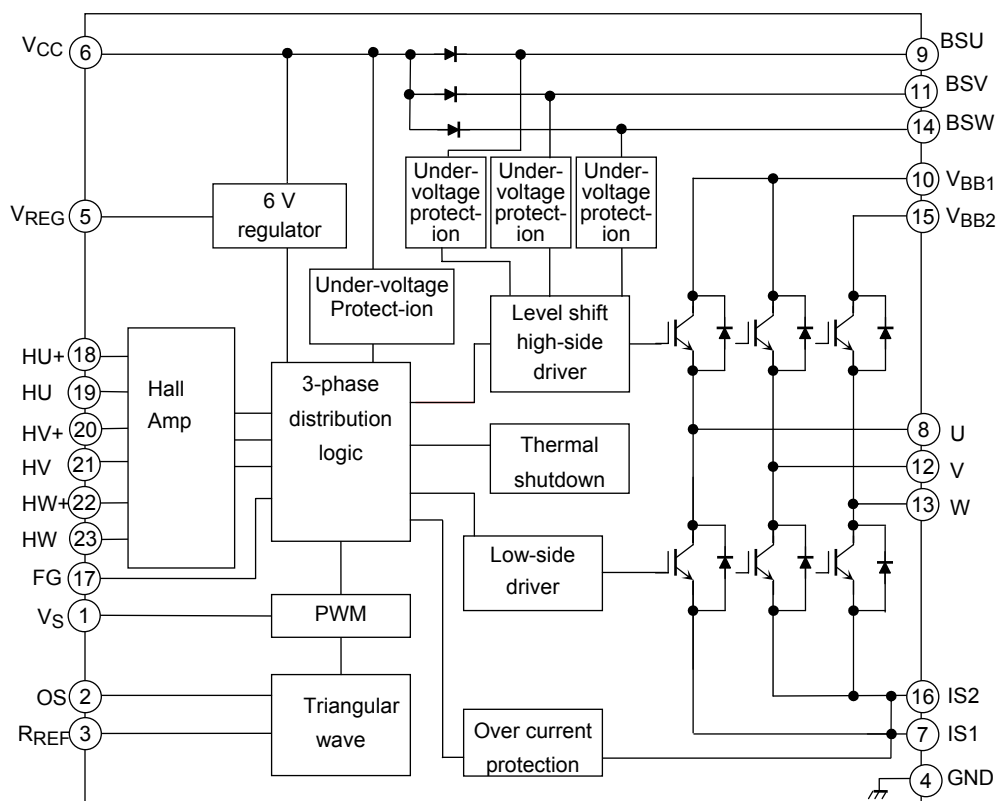 VCC
6
9
BSU
11
BSV
14
BSW
Under-
voltage
protect-
ion
Under-
voltage
protect-
ion
Under-
voltage
protect-
ion
10
VBB1
15
VBB2
VREG
5
6 V
regulator
Under-voltage
Protect-ion
Level shift
high-side
driver
HU+
18
HU
19
HV+
20
HV
21
HW+
22
HW
23
FG
17
VS
1
OS
2
RREF
3
Hall
Amp
3-phase
distribution
logic
Thermal
shutdown
Low-side
driver
PWM
Triangular
wave
Over current
protection
8
U
12
V
13
W
16
IS2
7
IS1
4
GND